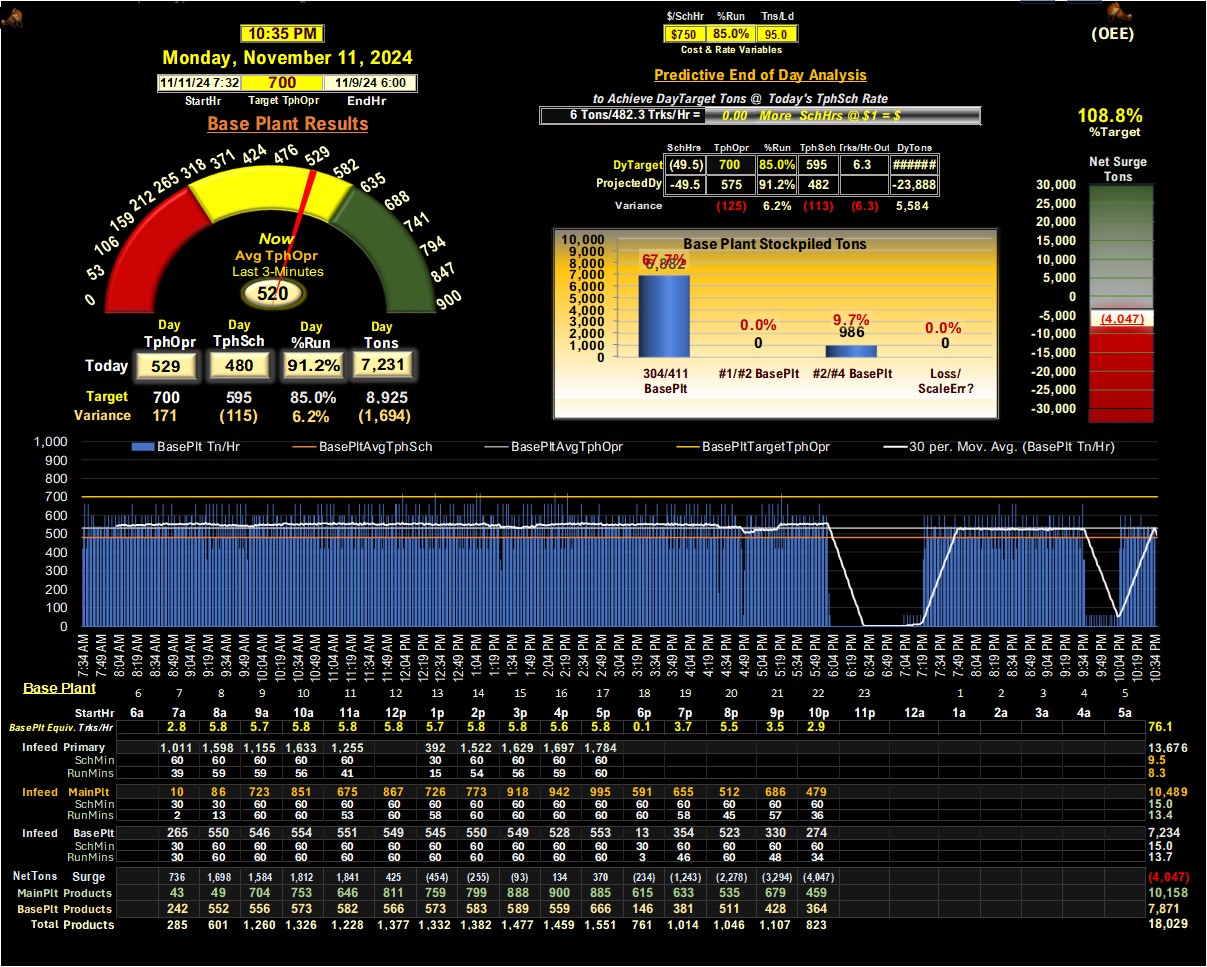 $/SchHr %Run Tns/Ld
10:35 PM $750 85.0% 95.0 (OEE)
Cost & Rate Variables
Monday, November 11, 2024
Predictive End of Day Analysis
11/11/24 7:32 700 11/9/24 6:00
StartHr Target TphOpr EndHr
to Achieve DayTarget Tons @ Today's TphSch Rate
6 Tons/482.3 Trks/Hr = 0.00 More SchHrs @ $1 = $
108.8%
%Target
Base Plant Results
SchHrs TphOpr %Run TphSch Trks/Hr-Out DyTons
DyTarget (49.5) 700 85.0% 595 6.3 ######
ProjectedDy -49.5 575 91.2% 482 -23,888
Variance (125) 6.2% (113) (6.3) 5,584
Net Surge
Tons
30,000
25,000
20,000
15,000
10,000
5,000
0
-5,000
-10,000
-15,000
-20,000
-25,000
-30,000
(4,047)
0 53 106 159 212 265 318 371 424 476 529 582 635 688 741 794 847 900
Now
Avg TphOpr
Last 3-Minutes
520
Base Plant Stockpiled Tons
10,000
9,000
8,000
7,000
6,000
5,000
4,000
3,000
2,000
1,000
0
67.7% 0.0% 9.7% 0.0%
6,882 0 986 0
304/411 #1/#2 BasePlt #2/#4 BasePlt Loss/
BasePlt ScaleErr?
Day Day Day Day
TphOpr TphSch %Run Tons
Today 529 480 91.2% 7,231
Target 700 595 85.0% 8,925
Variance 171 (115) 6.2% (1,694)
BasePlt Tn/Hr BasePltAvgTphSch BasePltAvgTphOpr BasePltTargetTphOpr 30 per. Mov. Avg. (BasePlt Tn/Hr)
1,000
900
800
700
600
500
400
300
200
100
0
7:34 AM 7:49 AM 8:04 AM 8:19 AM 8:34 AM 8:49 AM 9:04 AM 9:19 AM 9:34 AM 9:49 AM 10:04 AM 10:19 AM 10:34 AM 10:49 AM 11:04 AM 11:19 AM 11:34 AM 11:49 AM 12:04 PM 12:19 PM 12:34 PM 12:49 PM 1:04 PM 1:19 PM 1:34 PM 1:49 PM 2:04 PM 2:19 PM 2:34 PM 2:49 PM 3:04 PM 3:19 PM 3:34 PM 3:49 PM 4:04 PM 4:19 PM 4:34 PM 4:49 PM 5:04 PM 5:19 PM 5:34 PM 5:49 PM 6:04 PM 6:19 PM 6:34 PM 6:49 PM 7:04 PM 7:19 PM 7:34 PM 7:49 PM 8:04 PM 8:19 PM 8:34 PM 8:49 PM 9:04 PM 9:19 PM 9:34 PM 9:49 PM 10:04 PM 10:19 PM 10:34 PM
Base Plant 6 7 8 9 10 11 12 13 14 15 16 17 18 19 20 21 22 23 1 2 3 4 5
StartHr 6a 7a 8a 9a 10a 11a 12p 1p 2p 3p 4p 5p 6p 7p 8p 9p 10p 11p 12a 1a 2a 3a 4a 5a
BasePlt Equiv. Trks/Hr 2.8 5.8 5.7 5.8 5.8 5.8 5.7 5.8 5.8 5.6 5.8 0.1 3.7 5.5 3.5 2.9 76.1
Infeed Primary 1,011 1,598 1,155 1,633 1,255 392 1,522 1,629 1,697 1,784 13,676
SchMin 60 60 60 60 60 30 60 60 60 60 9.5
RunMins 39 59 59 56 41 15 54 56 59 60 8.3
Infeed MainPlt 10 86 723 851 675 867 726 773 918 942 995 591 655 512 686 479 10,489
SchMin 30 30 60 60 60 60 60 60 60 60 60 60 60 60 60 60 15.0
RunMins 2 13 60 60 53 60 58 60 60 60 60 60 58 45 57 36 13.4
Infeed BasePlt 265 550 546 554 551 549 545 550 549 528 553 13 354 523 330 274 7,234
SchMin 30 60 60 60 60 60 60 60 60 60 60 30 60 60 60 60 15.0
RunMins 30 60 60 60 60 60 60 60 60 60 60 3 46 60 48 34 13.7
NetTons Surge 736 1,698 1,584 1,812 1,841 425 (454) (255) (93) 134 370 (234) (1,243) (2,278) (3,294) (4,047) (4,047)
MainPlt Products 43 49 704 753 646 811 759 799 888 900 885 615 633 535 679 459 10,158
BasePlt Products 242 552 556 573 582 566 573 583 589 559 666 146 381 511 428 364 7,871
Total Products 285 601 1,260 1,326 1,228 1,377 1,332 1,382 1,477 1,459 1,551 761 1,014 1,046 1,107 823 18,029